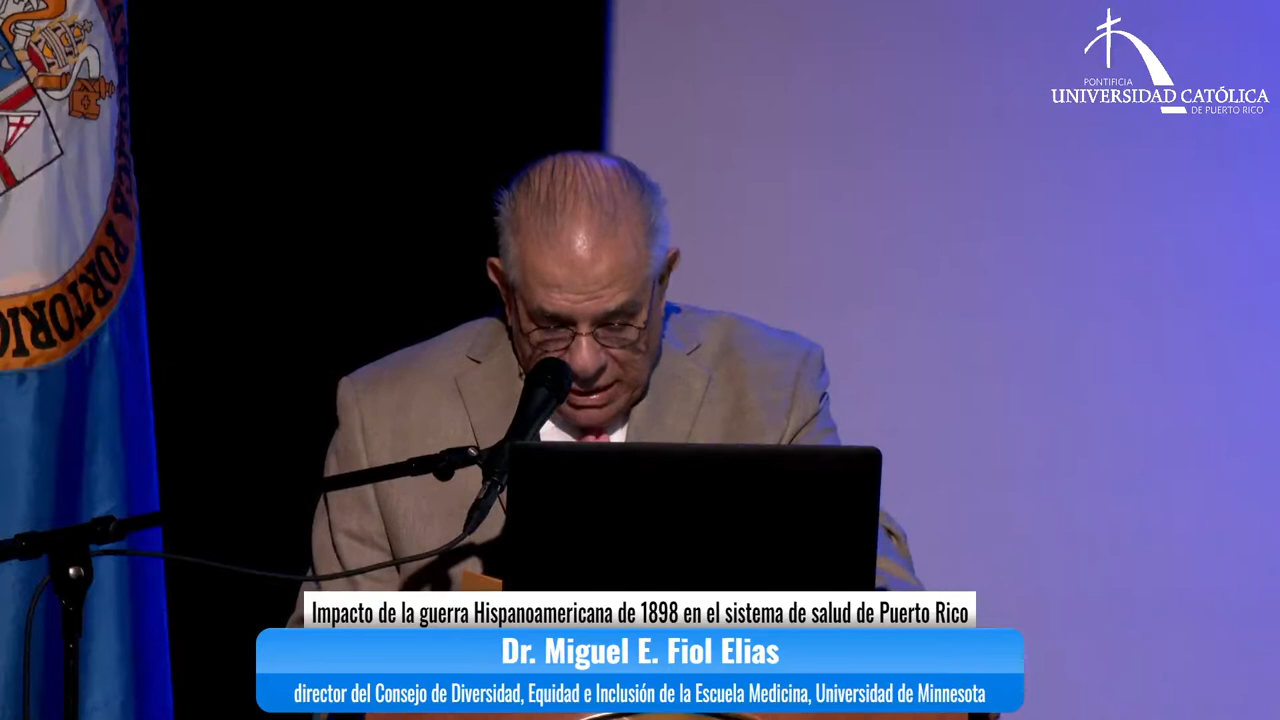 PONTIFICIA
UNIVERSIDAD CATÓLICA
DE PUERTO RICO
PORTORIC
Impacto de la guerra Hispanoamericana de 1898 en el sistema de salud de Puerto Rico
Dr. Miguel E. Fiol Elias
director del Consejo de Diversidad, Equidad e Inclusión de la Escuela Medicina, Universidad de Minnesota